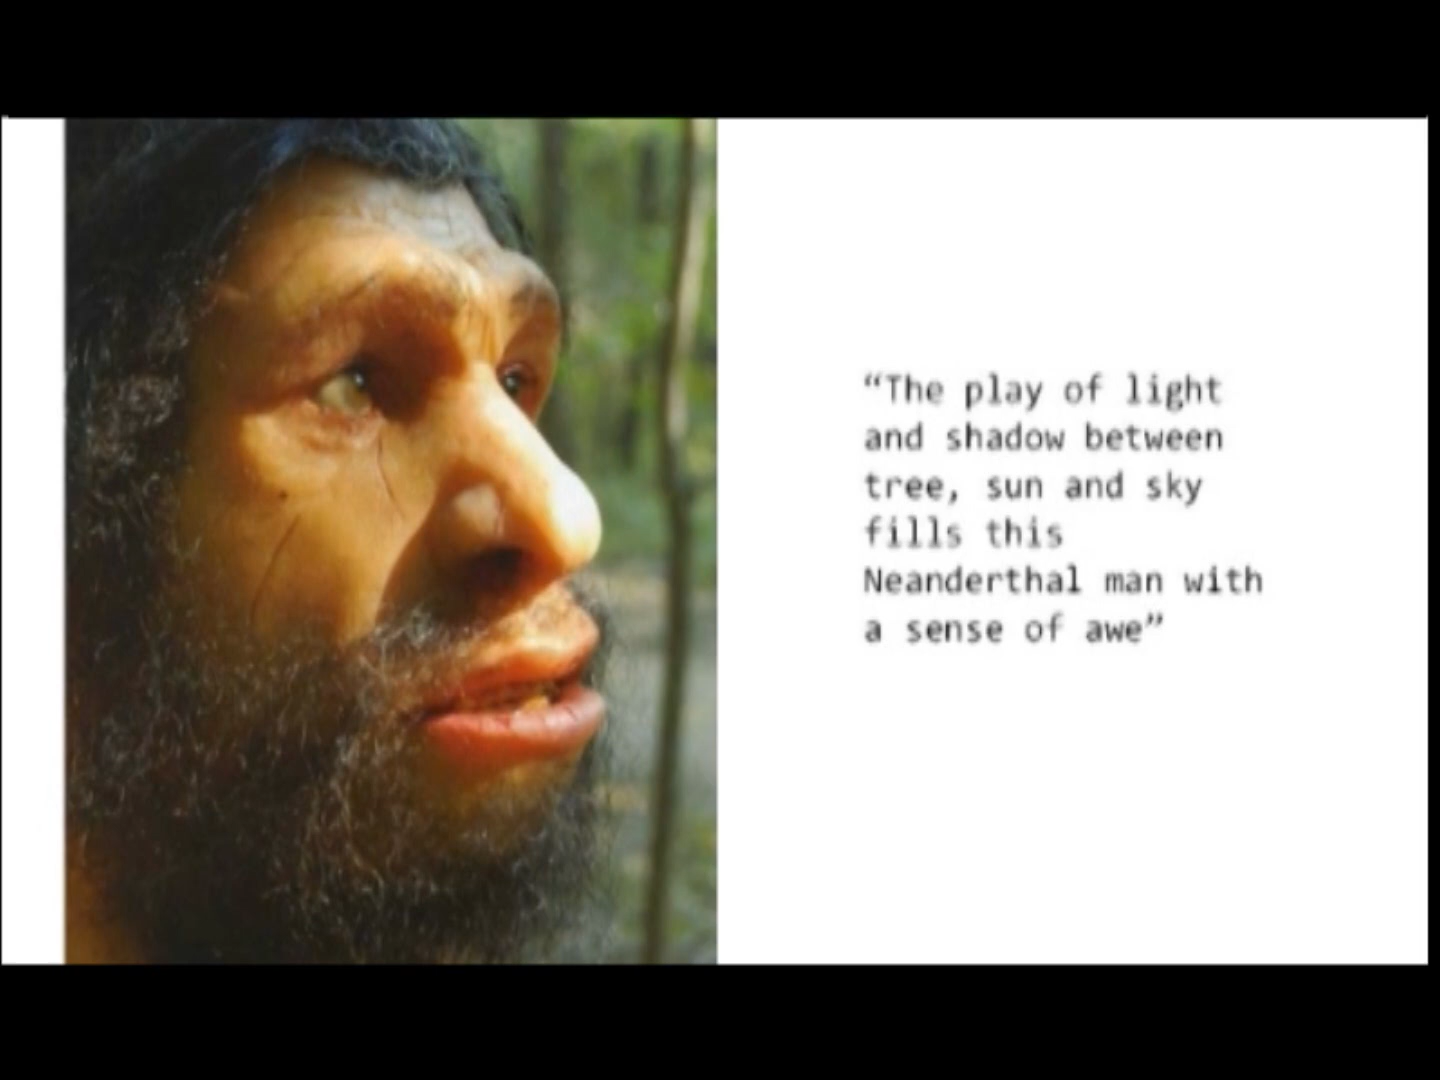 “The play of light
and shadow between
tree, sun and sky
fills this
Neanderthal man with
a sense of awe”